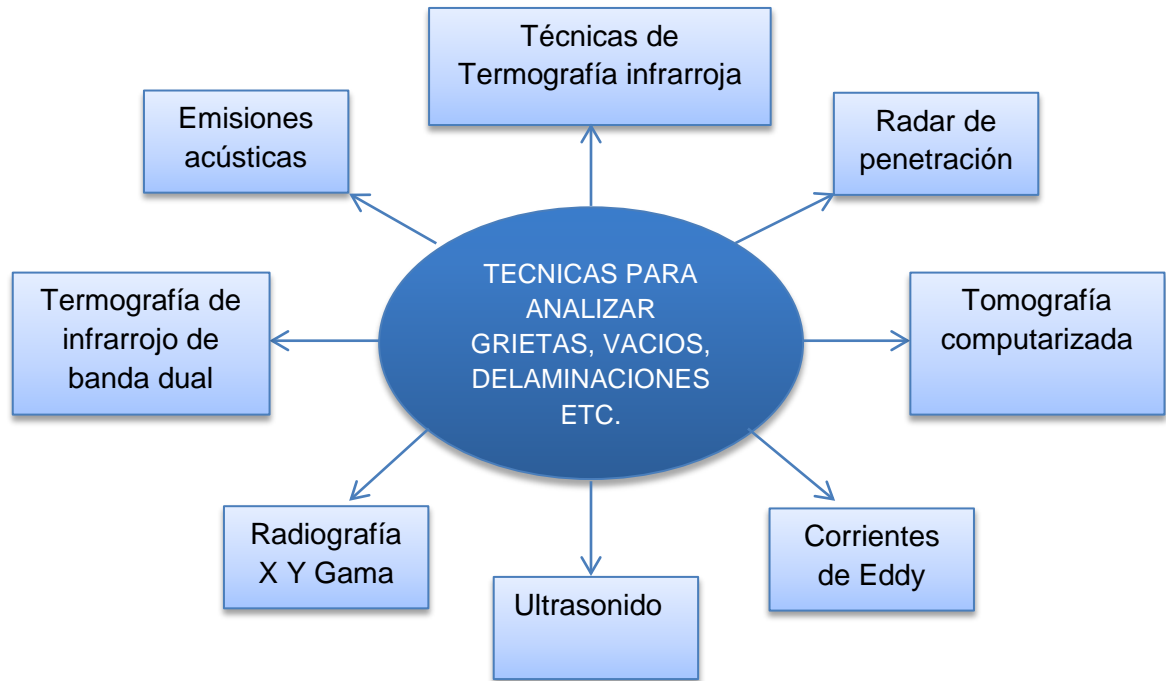 Técnicas de
Termografía infrarroja
Emisiones
acústicas
Radar de
penetración
TECNICAS PARA
ANALIZAR
GRIETAS, VACIOS,
DELAMINACIONES
ETC.
Termografía de
infrarrojo de
banda dual
Tomografía
computarizada
Radiografía
X Y Gama
Ultrasonido
Corrientes
de Eddy